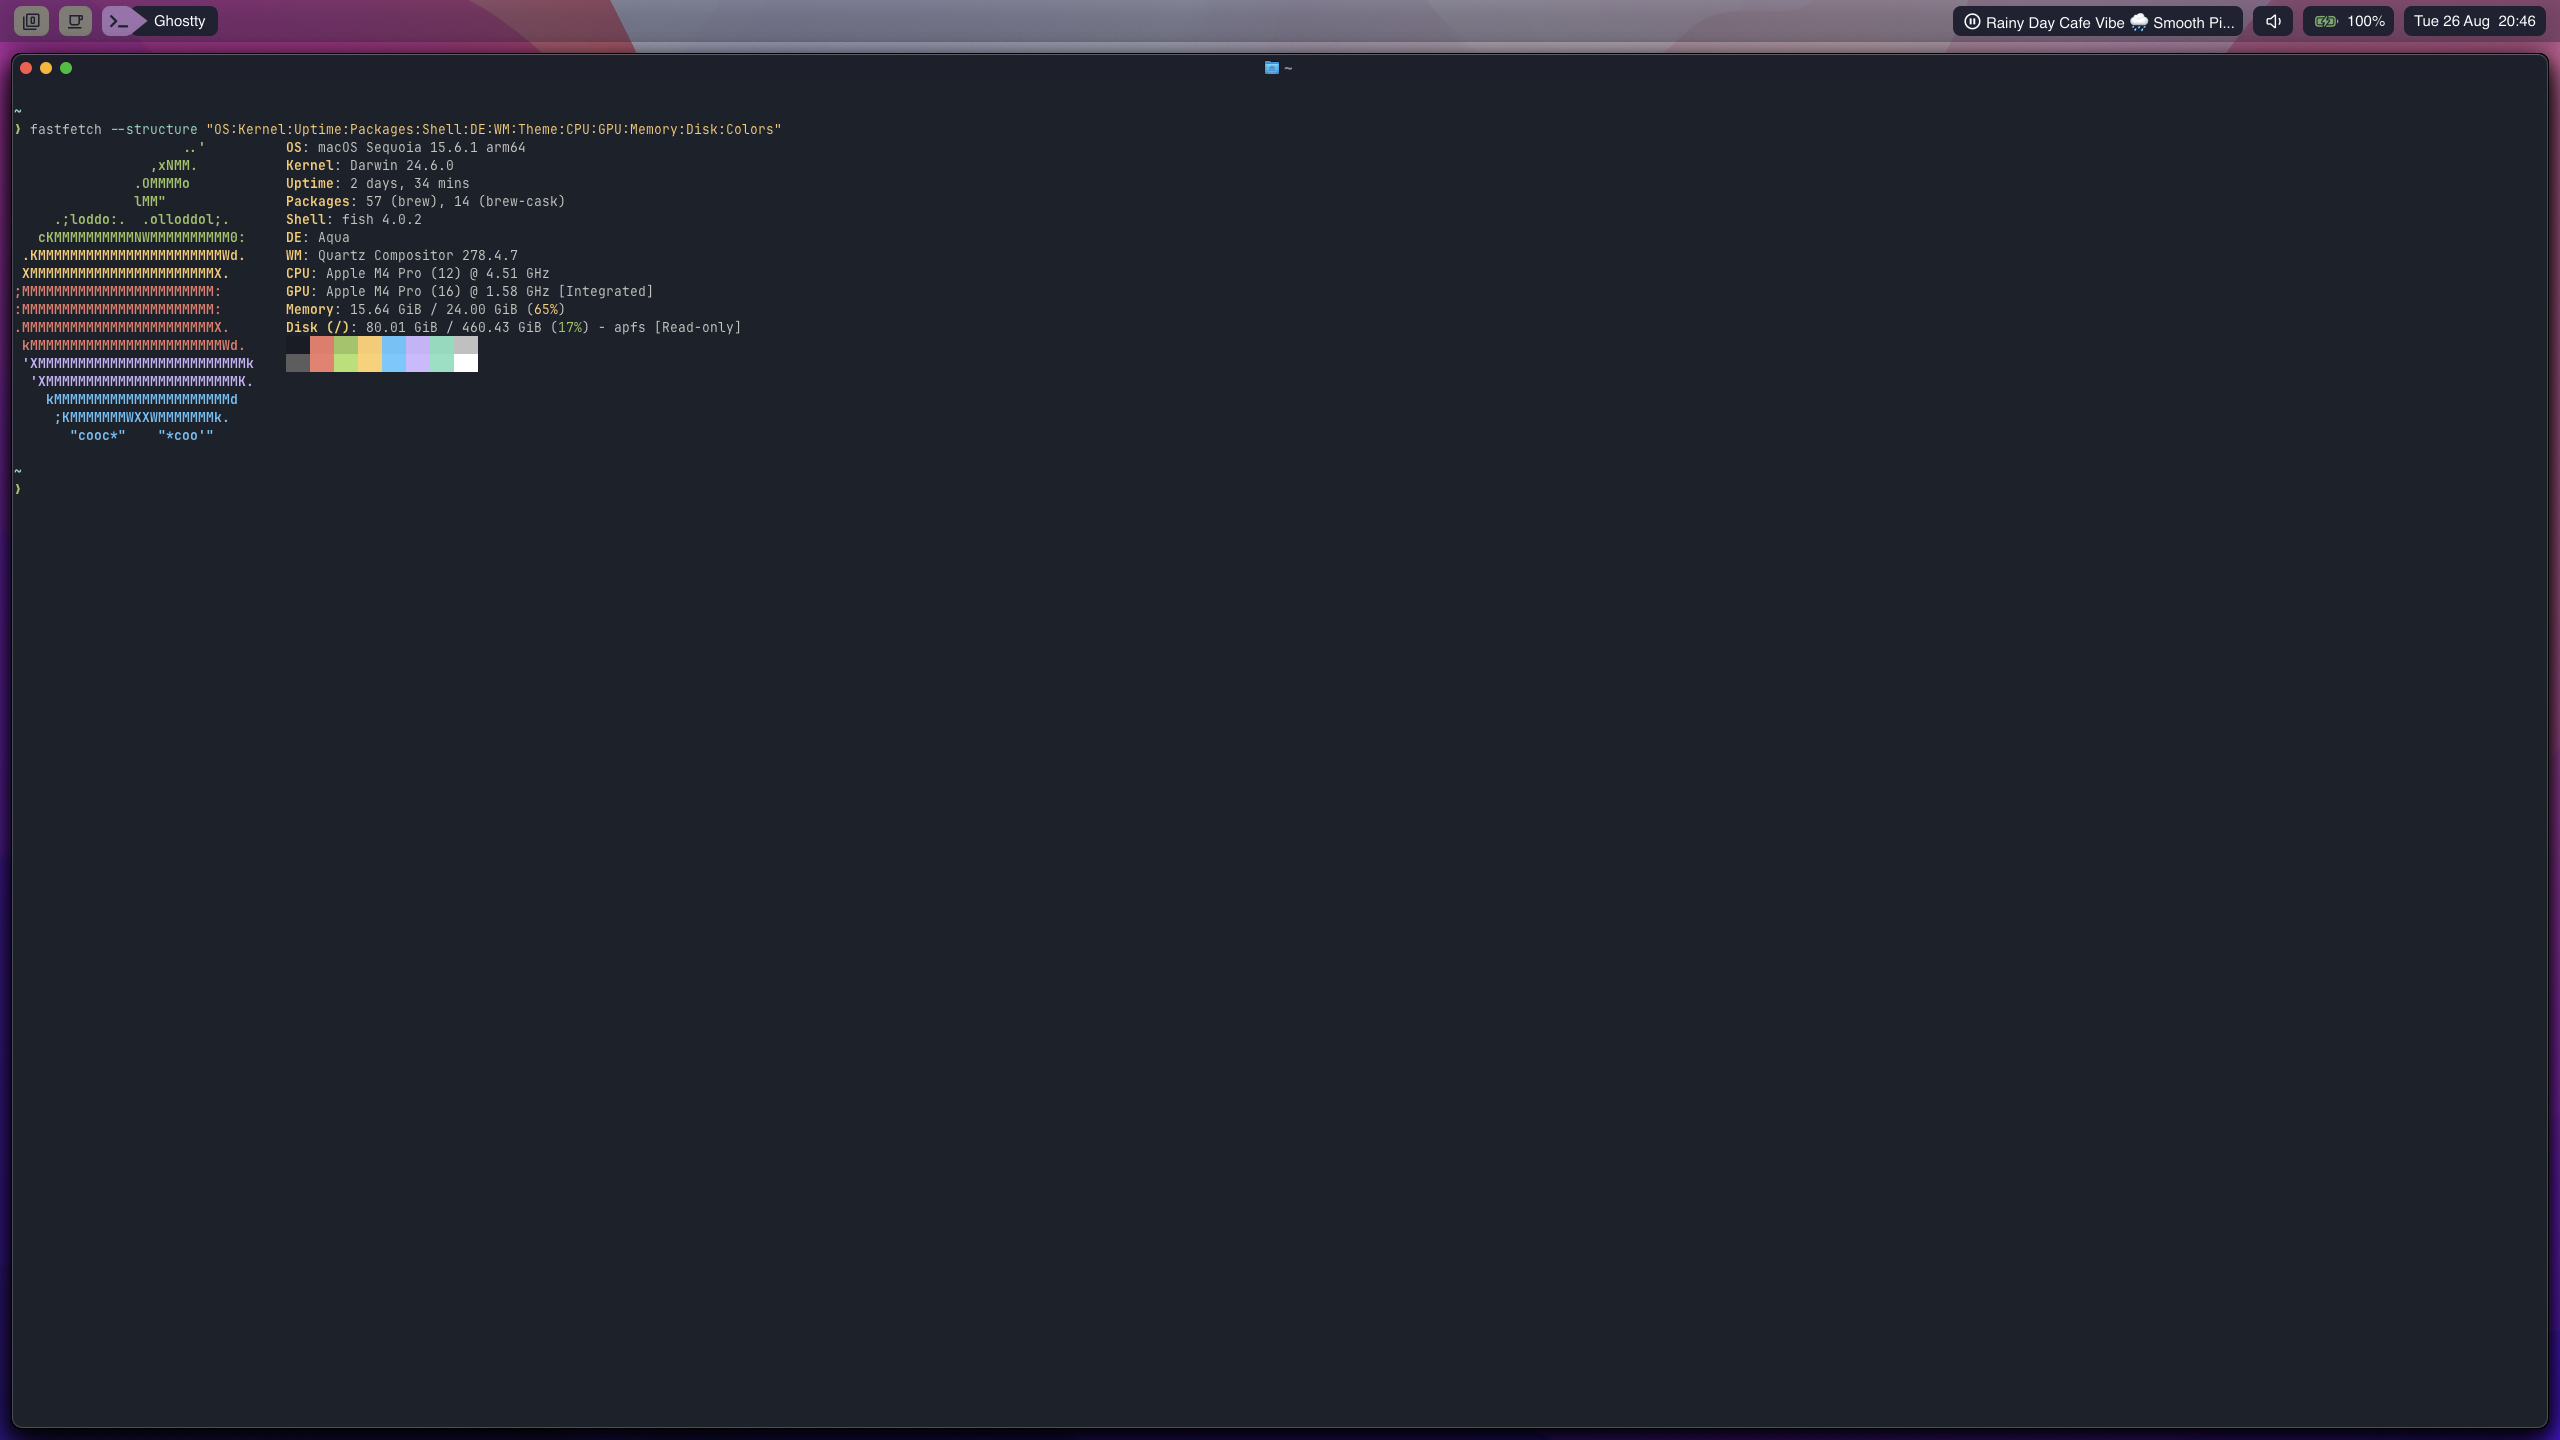 Ghostty
Rainy Day Cafe Vibe 🌧️ Smooth Pi...
100%
Tue 26 Aug 20:46
~
~
❯ fastfetch --structure "OS:Kernel:Uptime:Packages:Shell:DE:WM:Theme:CPU:GPU:Memory:Disk:Colors"
                     ..'          OS: macOS Sequoia 15.6.1 arm64
                 ,xNMM.           Kernel: Darwin 24.6.0
               .OMMMMo            Uptime: 2 days, 34 mins
               lMM"               Packages: 57 (brew), 14 (brew-cask)
     .;loddo:.  .olloddol;.       Shell: fish 4.0.2
   cKMMMMMMMMMMNWMMMMMMMMMM0:     DE: Aqua
 .KMMMMMMMMMMMMMMMMMMMMMMMWd.     WM: Quartz Compositor 278.4.7
 XMMMMMMMMMMMMMMMMMMMMMMMX.       CPU: Apple M4 Pro (12) @ 4.51 GHz
;MMMMMMMMMMMMMMMMMMMMMMMM:        GPU: Apple M4 Pro (16) @ 1.58 GHz [Integrated]
:MMMMMMMMMMMMMMMMMMMMMMMM:        Memory: 15.64 GiB / 24.00 GiB (65%)
.MMMMMMMMMMMMMMMMMMMMMMMMX.       Disk (/): 80.01 GiB / 460.43 GiB (17%) - apfs [Read-only]
 kMMMMMMMMMMMMMMMMMMMMMMMMWd.
 'XMMMMMMMMMMMMMMMMMMMMMMMMMMk
  'XMMMMMMMMMMMMMMMMMMMMMMMMK.
    kMMMMMMMMMMMMMMMMMMMMMMd
     ;KMMMMMMMWXXWMMMMMMMk.
       "cooc*"    "*coo'"
~
❯